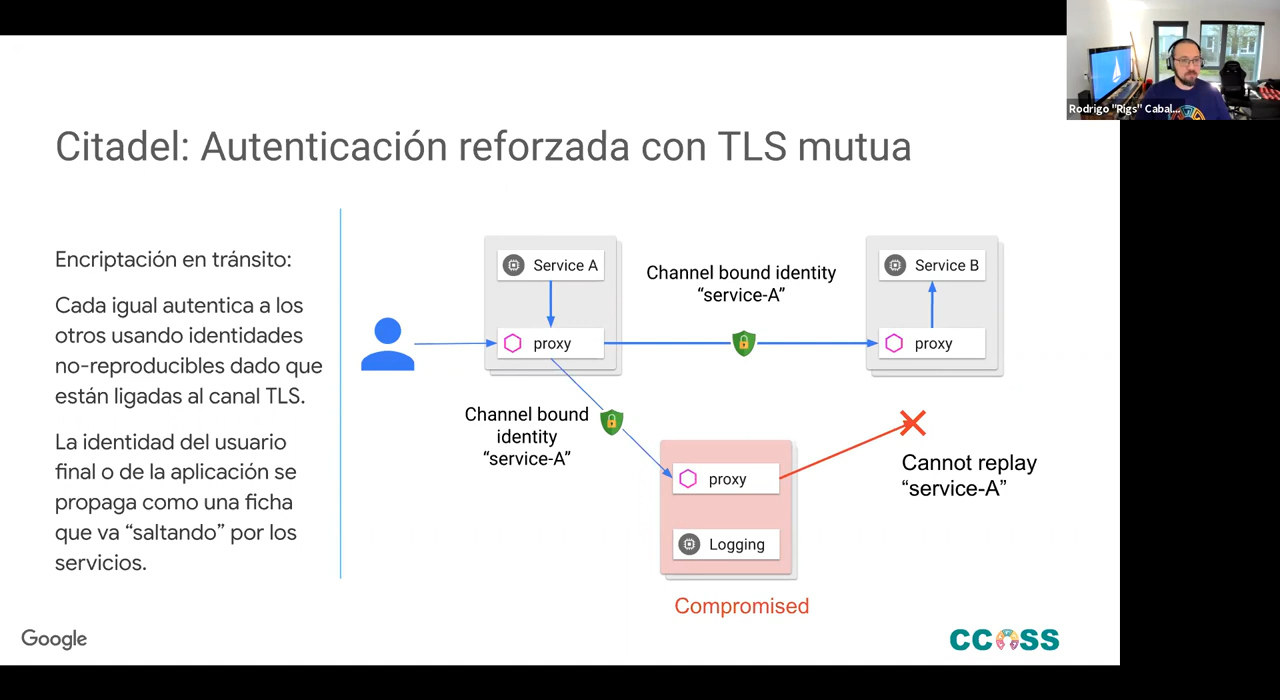 Rodrigo "Rigs" Cabal...
Citadel: Autenticación reforzada con TLS mutua
Encriptación en tránsito:
Cada igual autentica a los
otros usando identidades
no-reproducibles dado que
están ligadas al canal TLS.
La identidad del usuario
final o de la aplicación se
propaga como una ficha
que va “saltando” por los
servicios.
Service A
proxy
Channel bound identity
“service-A”
Service B
proxy
Channel bound
identity
“service-A”
proxy
Logging
Compromised
Cannot replay
“service-A”
Google
CCOSS